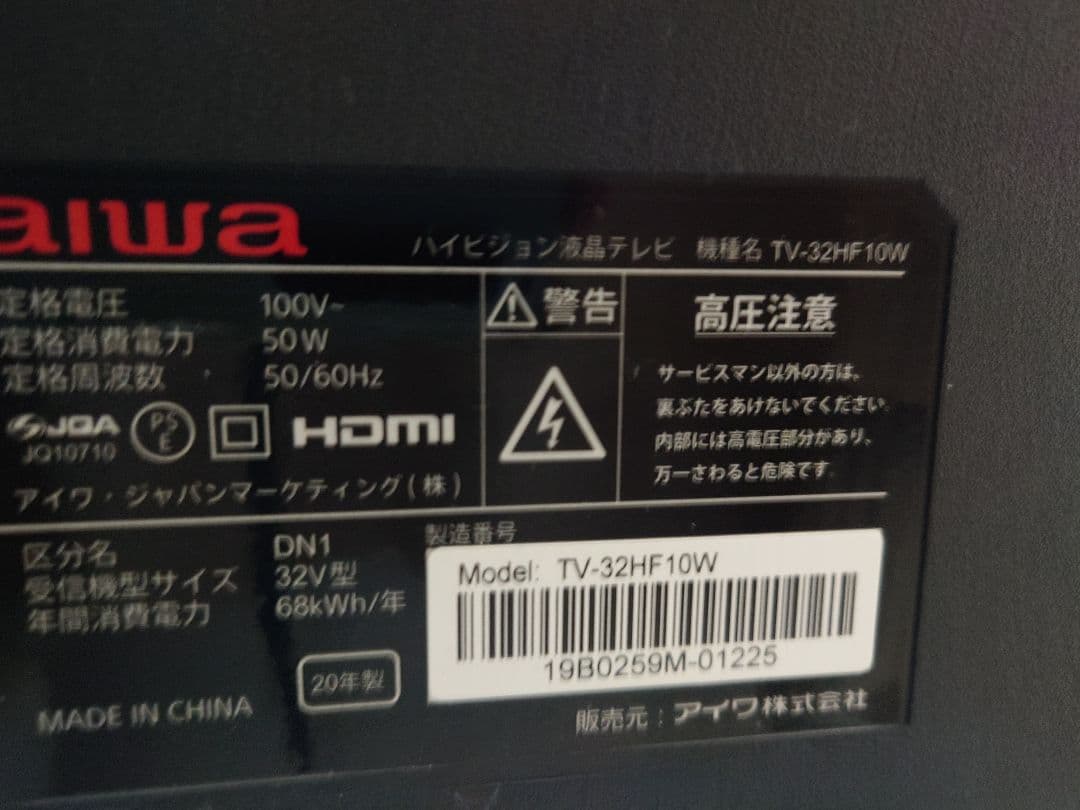 aiwa
ハイビジョン液晶テレビ 機種名 TV-32HF10W
定格電圧 100V~
定格消費電力 50W
定格周波数 50/60Hz
JQA
JQ10710
PS
E
HDMI
アイワ・ジャパンマーケティング(株)
警告
高圧注意
サービスマン以外の方は、
裏ぶたをあけないでください。
内部には高電圧部分があり、
万一さわると危険です。
区分名 DN1
受信機型サイズ 32V型
年間消費電力 68kWh/年
20年製
MADE IN CHINA
製造番号
Model: TV-32HF10W
19B0259M-01225
販売元:アイワ株式会社